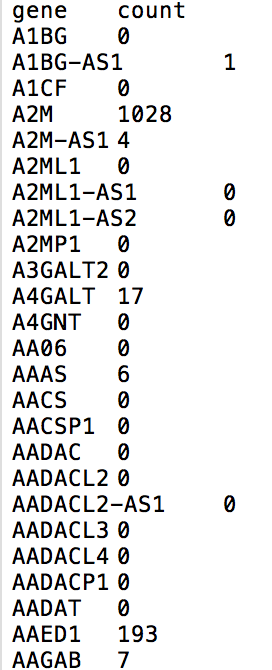 gene count
A1BG 0
A1BG-AS1 1
A1CF 0
A2M 1028
A2M-AS1 4
A2ML1 0
A2ML1-AS1 0
A2ML1-AS2 0
A2MP1 0
A3GALT2 0
A4GALT 17
A4GNT 0
AA06 0
AAAS 6
AACS 0
AACSP1 0
AADAC 0
AADACL2 0
AADACL2-AS1 0
AADACL3 0
AADACL4 0
AADACP1 0
AADAT 0
AAED1 193
AAGAB 7